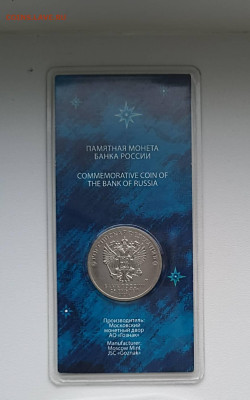 ПАМЯТНАЯ МОНЕТА
БАНКА РОССИИ
COMMEMORATIVE COIN OF
THE BANK OF RUSSIA
Производитель:
Московский
монетный двор
АО «Гознак»
Manufacturer:
Moscow Mint
JSC «Goznak»